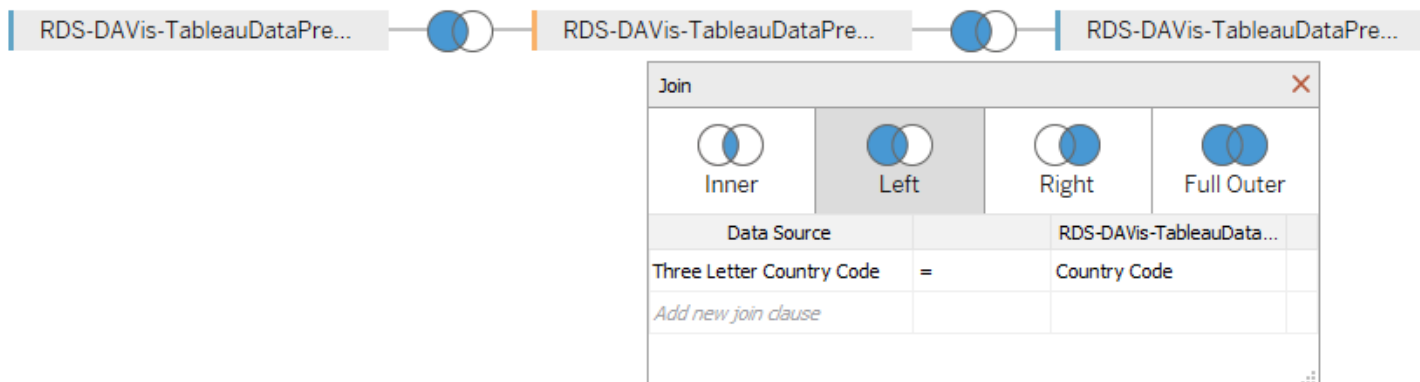 RDS-DAVis-TableauDataPre...
RDS-DAVis-TableauDataPre...
RDS-DAVis-TableauDataPre...
Join
Inner
Left
Right
Full Outer
Data Source
RDS-DAVis-TableauData...
Three Letter Country Code = Country Code
Add new join clause